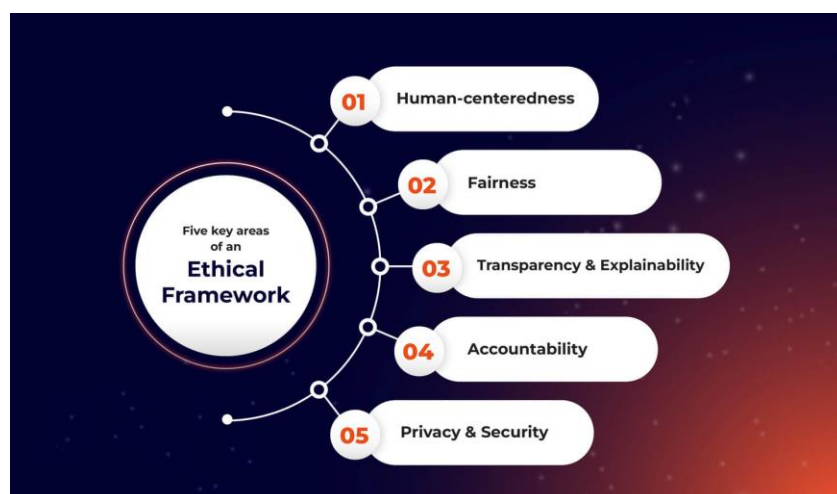 Five key areas
of an
Ethical
Framework
01
Human-centeredness
02
Fairness
03
Transparency & Explainability
04
Accountability
05
Privacy & Security